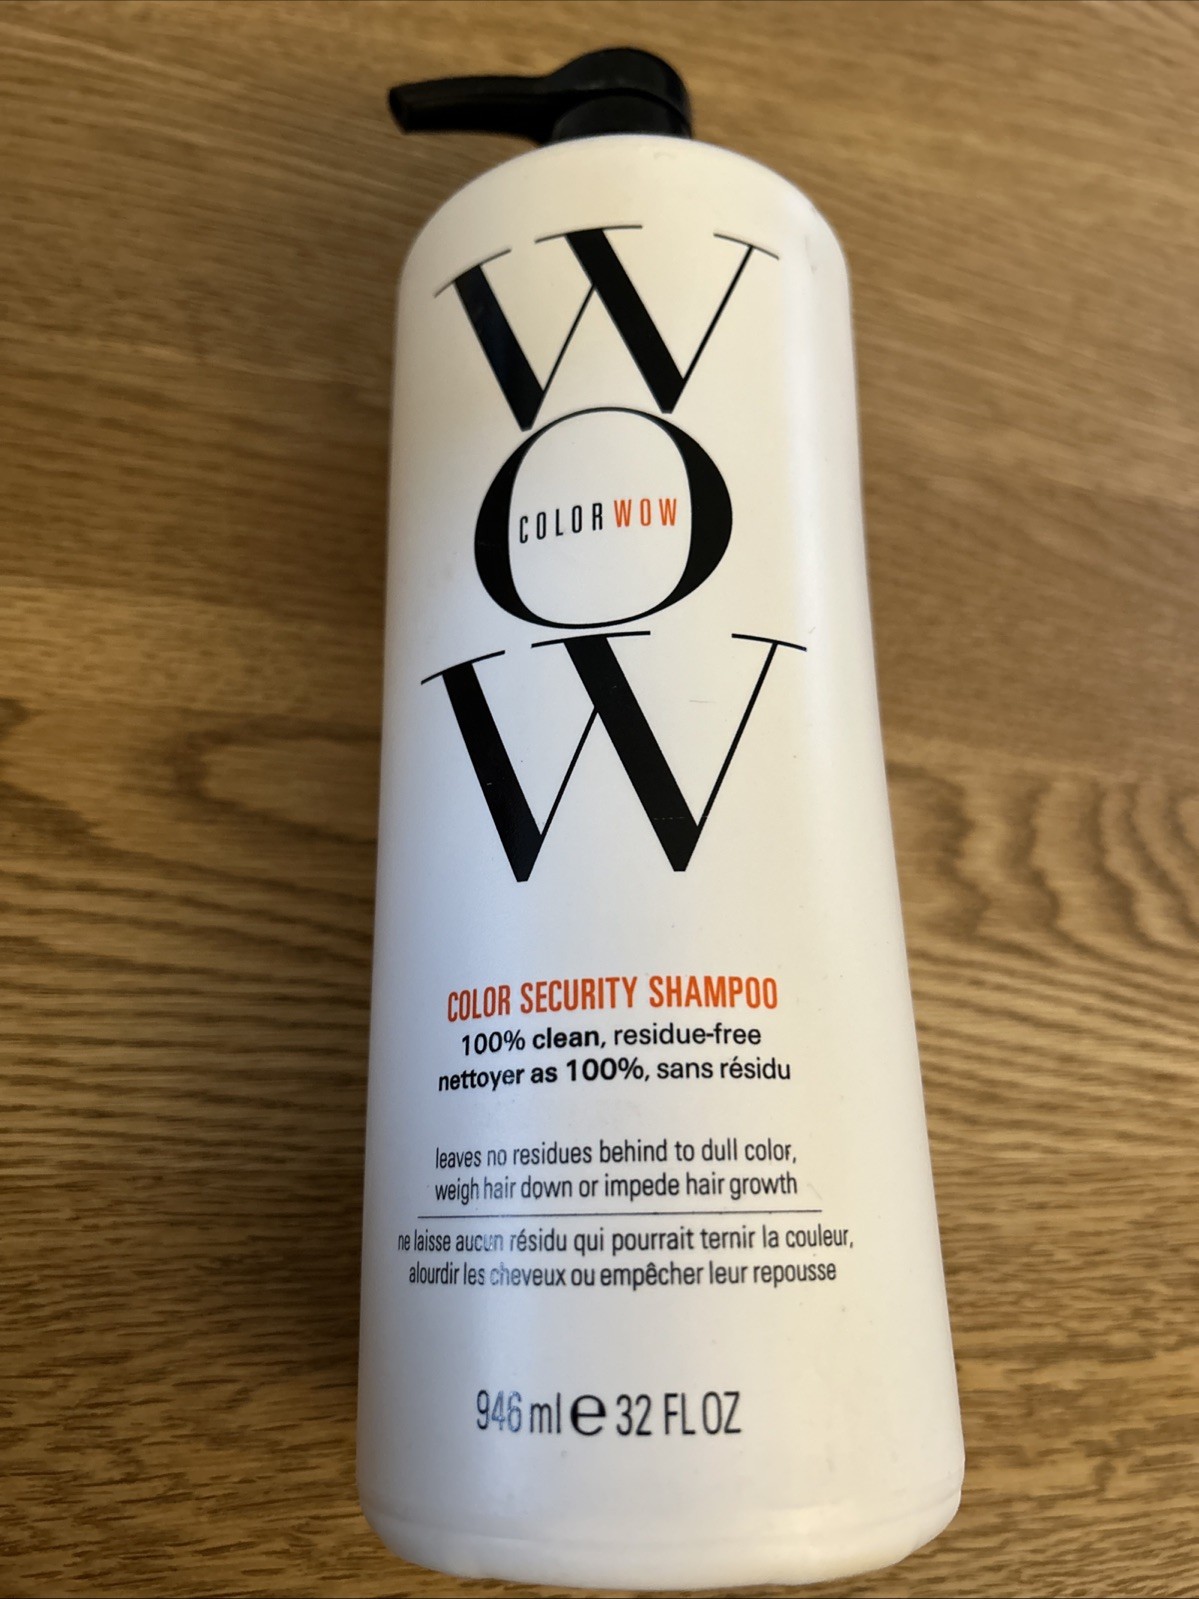 WOW
COLOR WOW
COLOR SECURITY SHAMPOO
100% clean, residue-free
nettoyer as 100%, sans résidu
leaves no residues behind to dull color,
weigh hair down or impede hair growth
ne laisse aucun résidu qui pourrait ternir la couleur,
alourdir les cheveux ou empêcher leur repousse
946 ml e 32 FL OZ